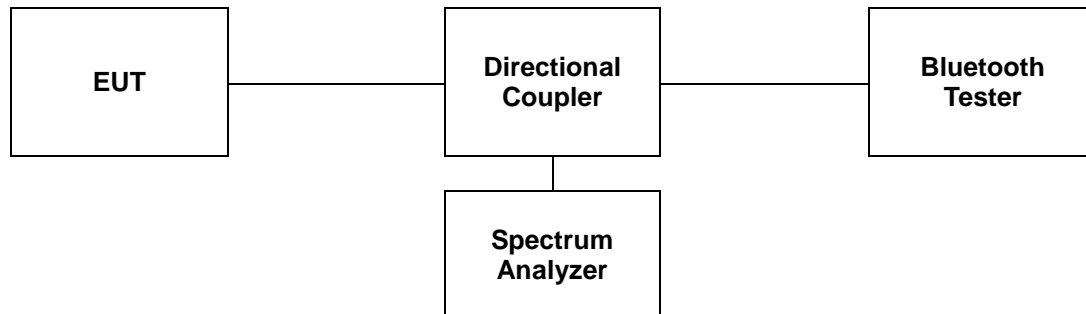 EUT
Directional
Coupler
Bluetooth
Tester
Spectrum
Analyzer